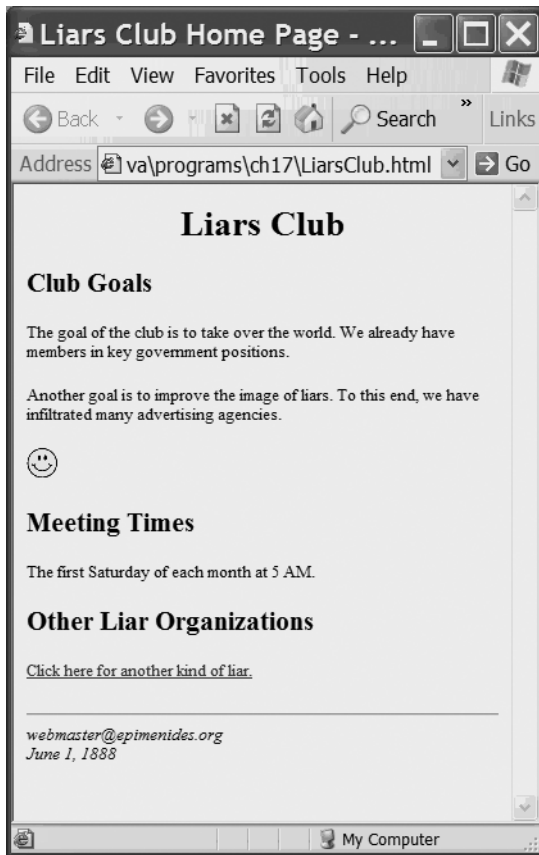 Liars Club Home Page - ...
File Edit View Favorites Tools Help
Back Search » Links
Address va\programs\ch17\LiarsClub.html Go
Liars Club
Club Goals
The goal of the club is to take over the world. We already have
members in key government positions.
Another goal is to improve the image of liars. To this end, we have
infiltrated many advertising agencies.
Meeting Times
The first Saturday of each month at 5 AM.
Other Liar Organizations
Click here for another kind of liar.
webmaster@epimenides.org
June 1, 1888
My Computer